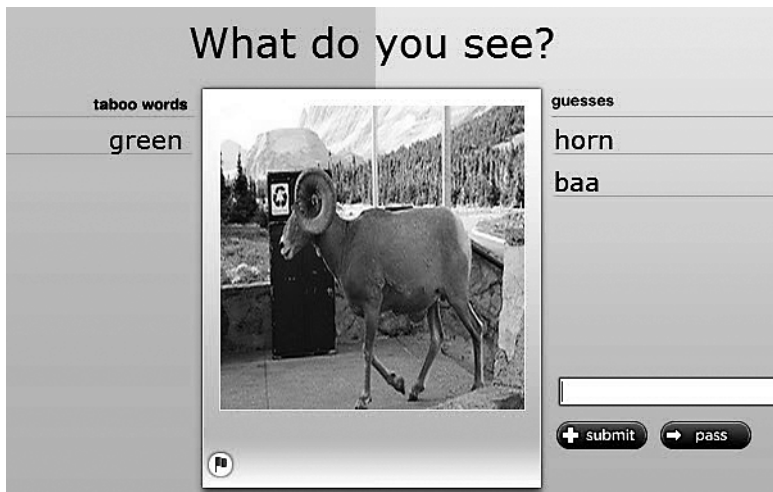 What do you see?
taboo words
green
guesses
horn
baa
submit
pass